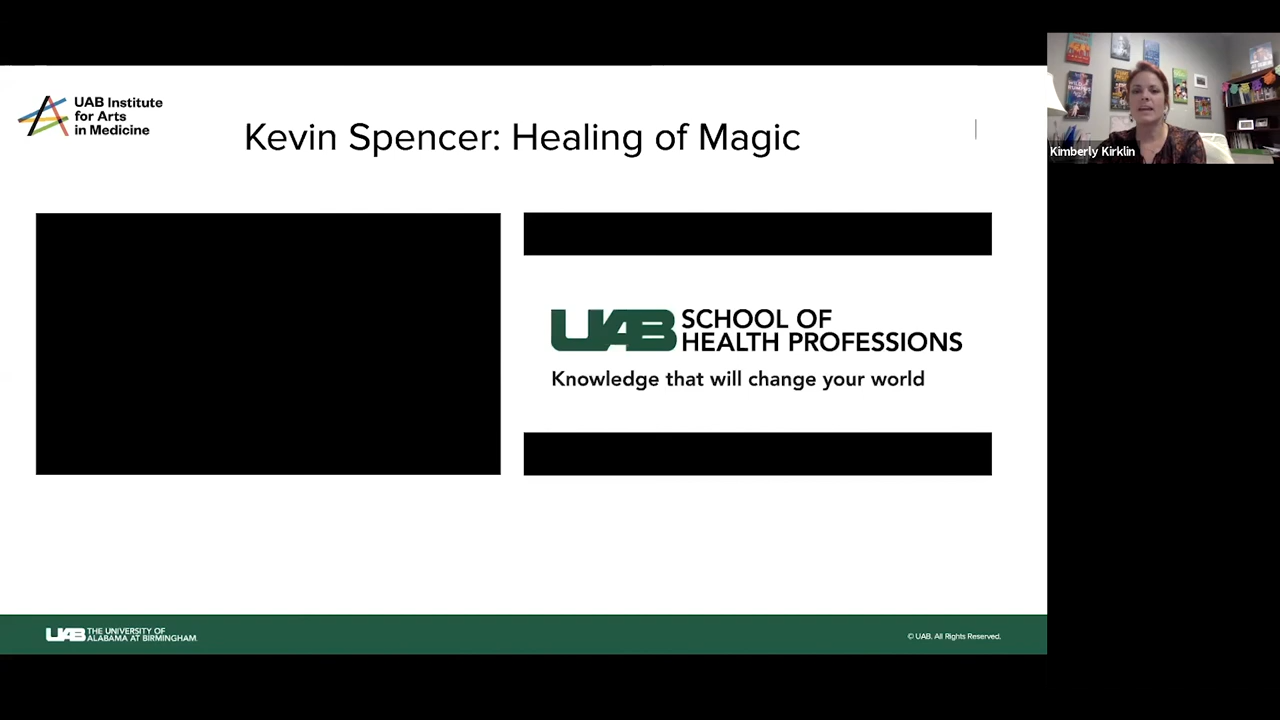 UAB Institute
for Arts
in Medicine
Kevin Spencer: Healing of Magic
UAB SCHOOL OF
HEALTH PROFESSIONS
Knowledge that will change your world
UAB THE UNIVERSITY OF
ALABAMA AT BIRMINGHAM
© UAB. All Rights Reserved.
Kimberly Kirklin